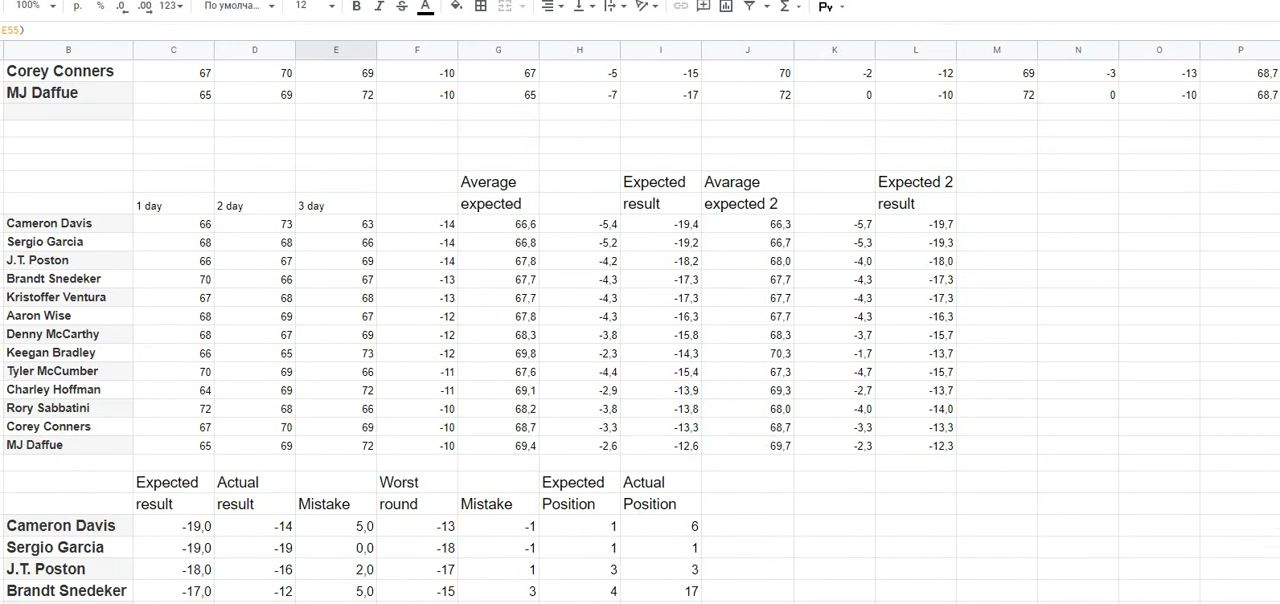 100% р. % .0 .00 123 По умолча... 12 B I S A Σ Ру
E55)
B C D E F G H I J K L M N O P
Corey Conners 67 70 69 -10 67 -5 -15 70 -2 -12 69 -3 -13 68,7
MJ Daffue 65 69 72 -10 65 -7 -17 72 0 -10 72 0 -10 68,7
Average Expected Avarage Expected 2
1 day 2 day 3 day expected result expected 2 result
Cameron Davis 66 73 63 -14 66,6 -5,4 -19,4 66,3 -5,7 -19,7
Sergio Garcia 68 68 66 -14 66,8 -5,2 -19,2 66,7 -5,3 -19,3
J.T. Poston 66 67 69 -14 67,8 -4,2 -18,2 68,0 -4,0 -18,0
Brandt Snedeker 70 66 67 -13 67,7 -4,3 -17,3 67,7 -4,3 -17,3
Kristoffer Ventura 67 68 68 -13 67,7 -4,3 -17,3 67,7 -4,3 -17,3
Aaron Wise 68 69 67 -12 67,8 -4,3 -16,3 67,7 -4,3 -16,3
Denny McCarthy 68 67 69 -12 68,3 -3,8 -15,8 68,3 -3,7 -15,7
Keegan Bradley 66 65 73 -12 69,8 -2,3 -14,3 70,3 -1,7 -13,7
Tyler McCumber 70 69 66 -11 67,6 -4,4 -15,4 67,3 -4,7 -15,7
Charley Hoffman 64 69 72 -11 69,1 -2,9 -13,9 69,3 -2,7 -13,7
Rory Sabbatini 72 68 66 -10 68,2 -3,8 -13,8 68,0 -4,0 -14,0
Corey Conners 67 70 69 -10 68,7 -3,3 -13,3 68,7 -3,3 -13,3
MJ Daffue 65 69 72 -10 69,4 -2,6 -12,6 69,7 -2,3 -12,3
Expected Actual Worst Expected Actual
result result Mistake round Mistake Position Position
Cameron Davis -19,0 -14 5,0 -13 -1 1 6
Sergio Garcia -19,0 -19 0,0 -18 -1 1 1
J.T. Poston -18,0 -16 2,0 -17 1 3 3
Brandt Snedeker -17,0 -12 5,0 -15 3 4 17